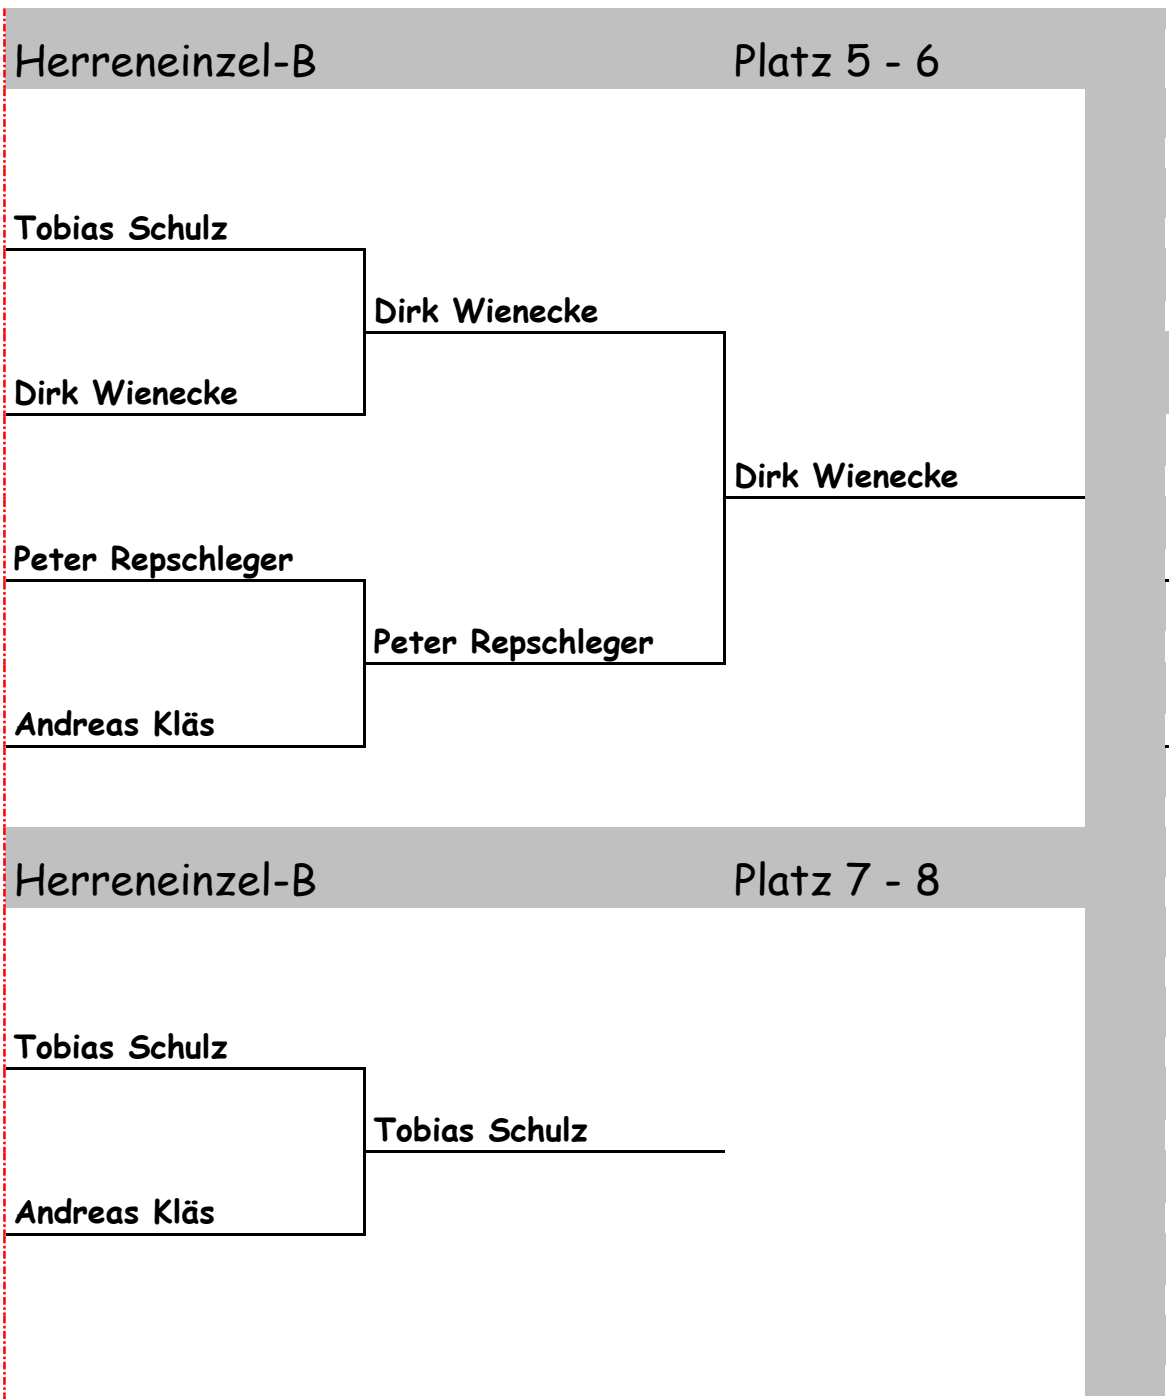 Herreneinzel-B Platz 5 - 6
Tobias Schulz
Dirk Wienecke
Dirk Wienecke
Dirk Wienecke
Peter Repschleger
Peter Repschleger
Andreas Kläs
Herreneinzel-B Platz 7 - 8
Tobias Schulz
Tobias Schulz
Andreas Kläs